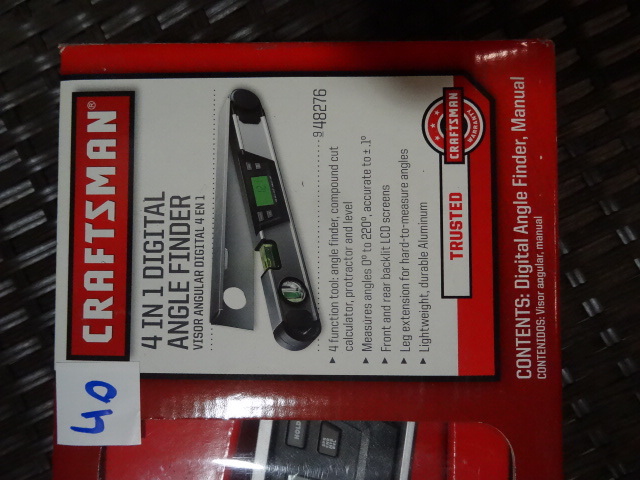 CRAFTSMAN®
4 IN 1 DIGITAL
ANGLE FINDER
VISOR ANGULAR DIGITAL 4 EN 1
9 48276
▸ 4 function tool: angle finder, compound cut
calculator, protractor and level
▸ Measures angles 0° to 220°, accurate to ±.1°
▸ Front and rear backlit LCD screens
▸ Leg extension for hard-to-measure angles
▸ Lightweight, durable Aluminum
CRAFTSMAN
WARRANTY
TRUSTED
CONTENTS: Digital Angle Finder, Manual
CONTENIDOS: Visor angular, manual
40
HOLD